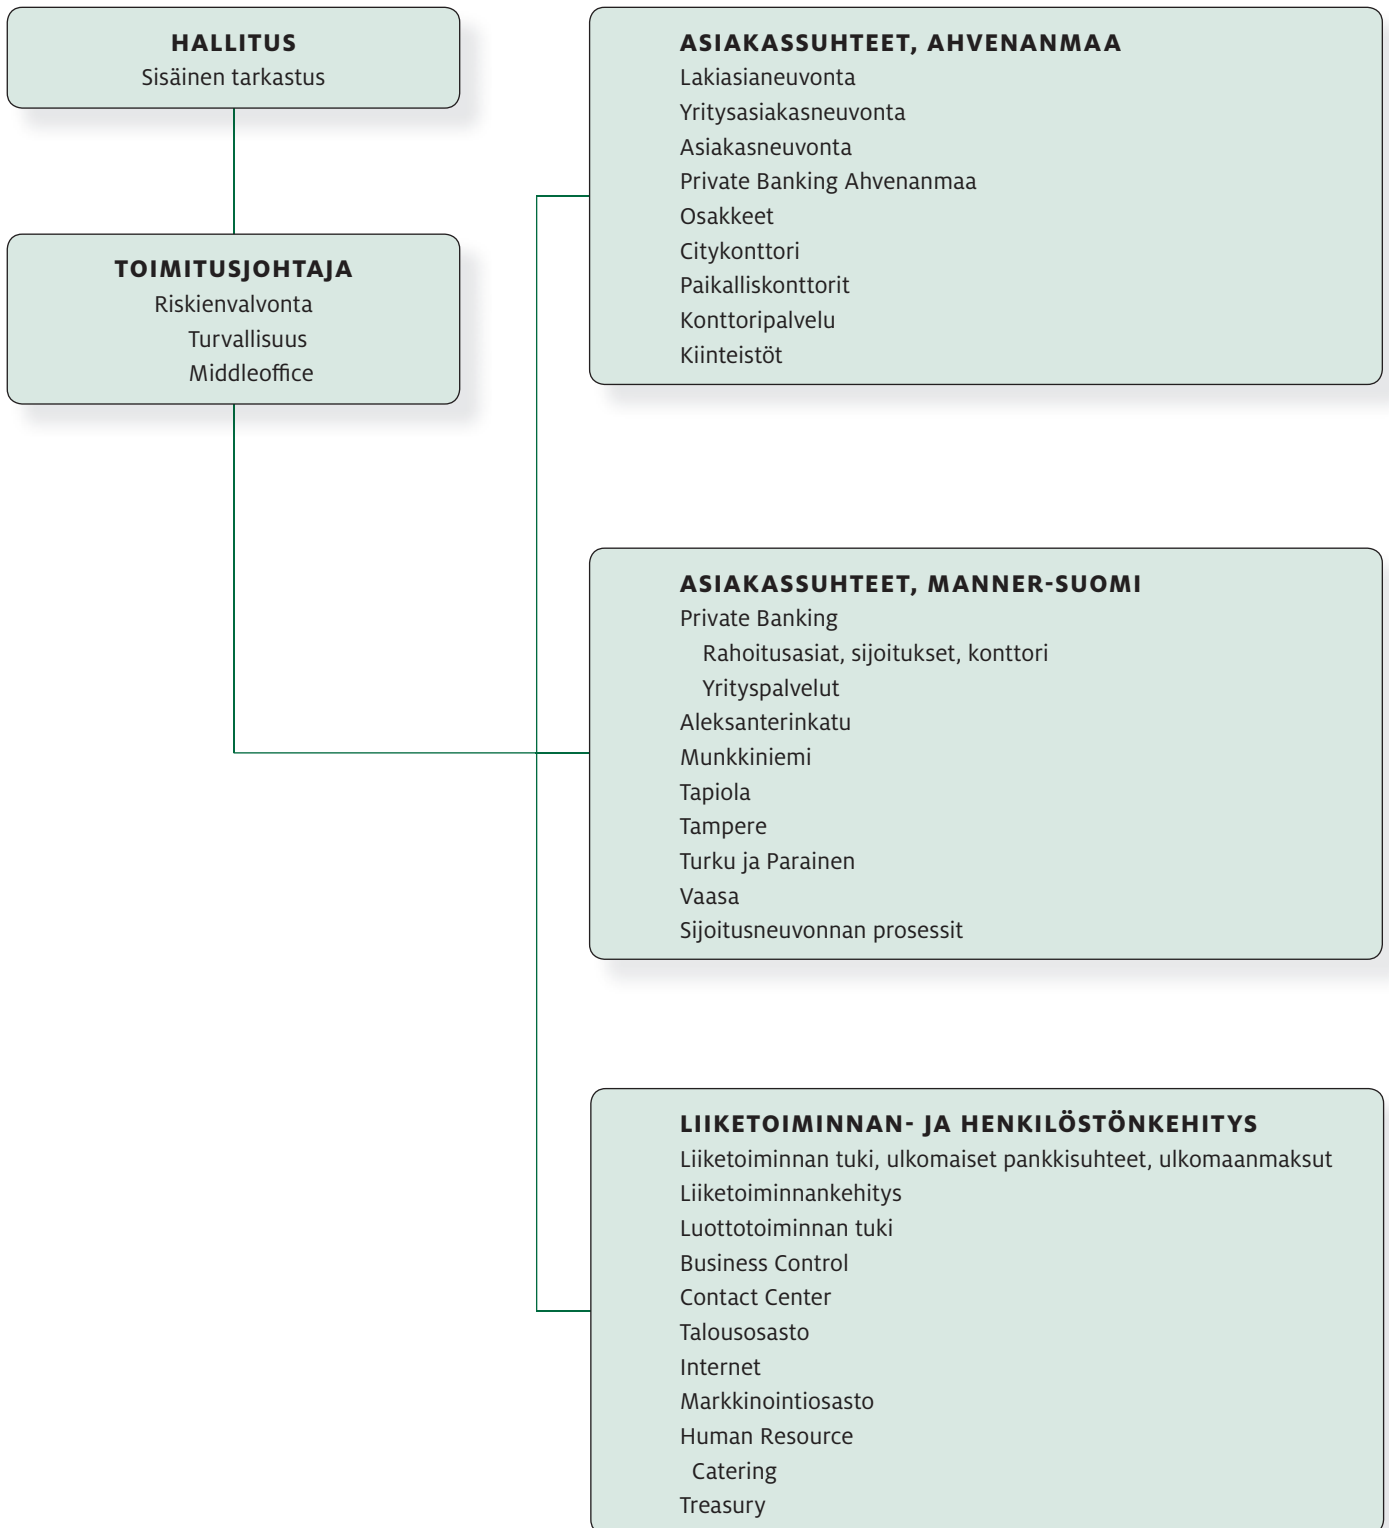 HALLITUS
Sisäinen tarkastus
TOIMITUSJOHTAJA
Riskienvalvonta
Turvallisuus
Middleoffice
ASIAKASSUHTEET, AHVENANMAA
Lakiasianeuvonta
Yritysasiakasneuvonta
Asiakasneuvonta
Private Banking Ahvenanmaa
Osakkeet
Citykonttori
Paikalliskonttorit
Konttoripalvelu
Kiinteistöt
ASIAKASSUHTEET, MANNER-SUOMI
Private Banking
Rahoitusasiat, sijoitukset, konttori
Yrityspalvelut
Aleksanterinkatu
Munkkiniemi
Tapiola
Tampere
Turku ja Parainen
Vaasa
Sijoitusneuvonnan prosessit
LIIKETOIMINNAN- JA HENKILÖSTÖNKEHITYS
Liiketoiminnan tuki, ulkomaiset pankkisuhteet, ulkomaanmaksut
Liiketoiminnankehitys
Luottotoiminnan tuki
Business Control
Contact Center
Talousosasto
Internet
Markkinointiosasto
Human Resource
Catering
Treasury